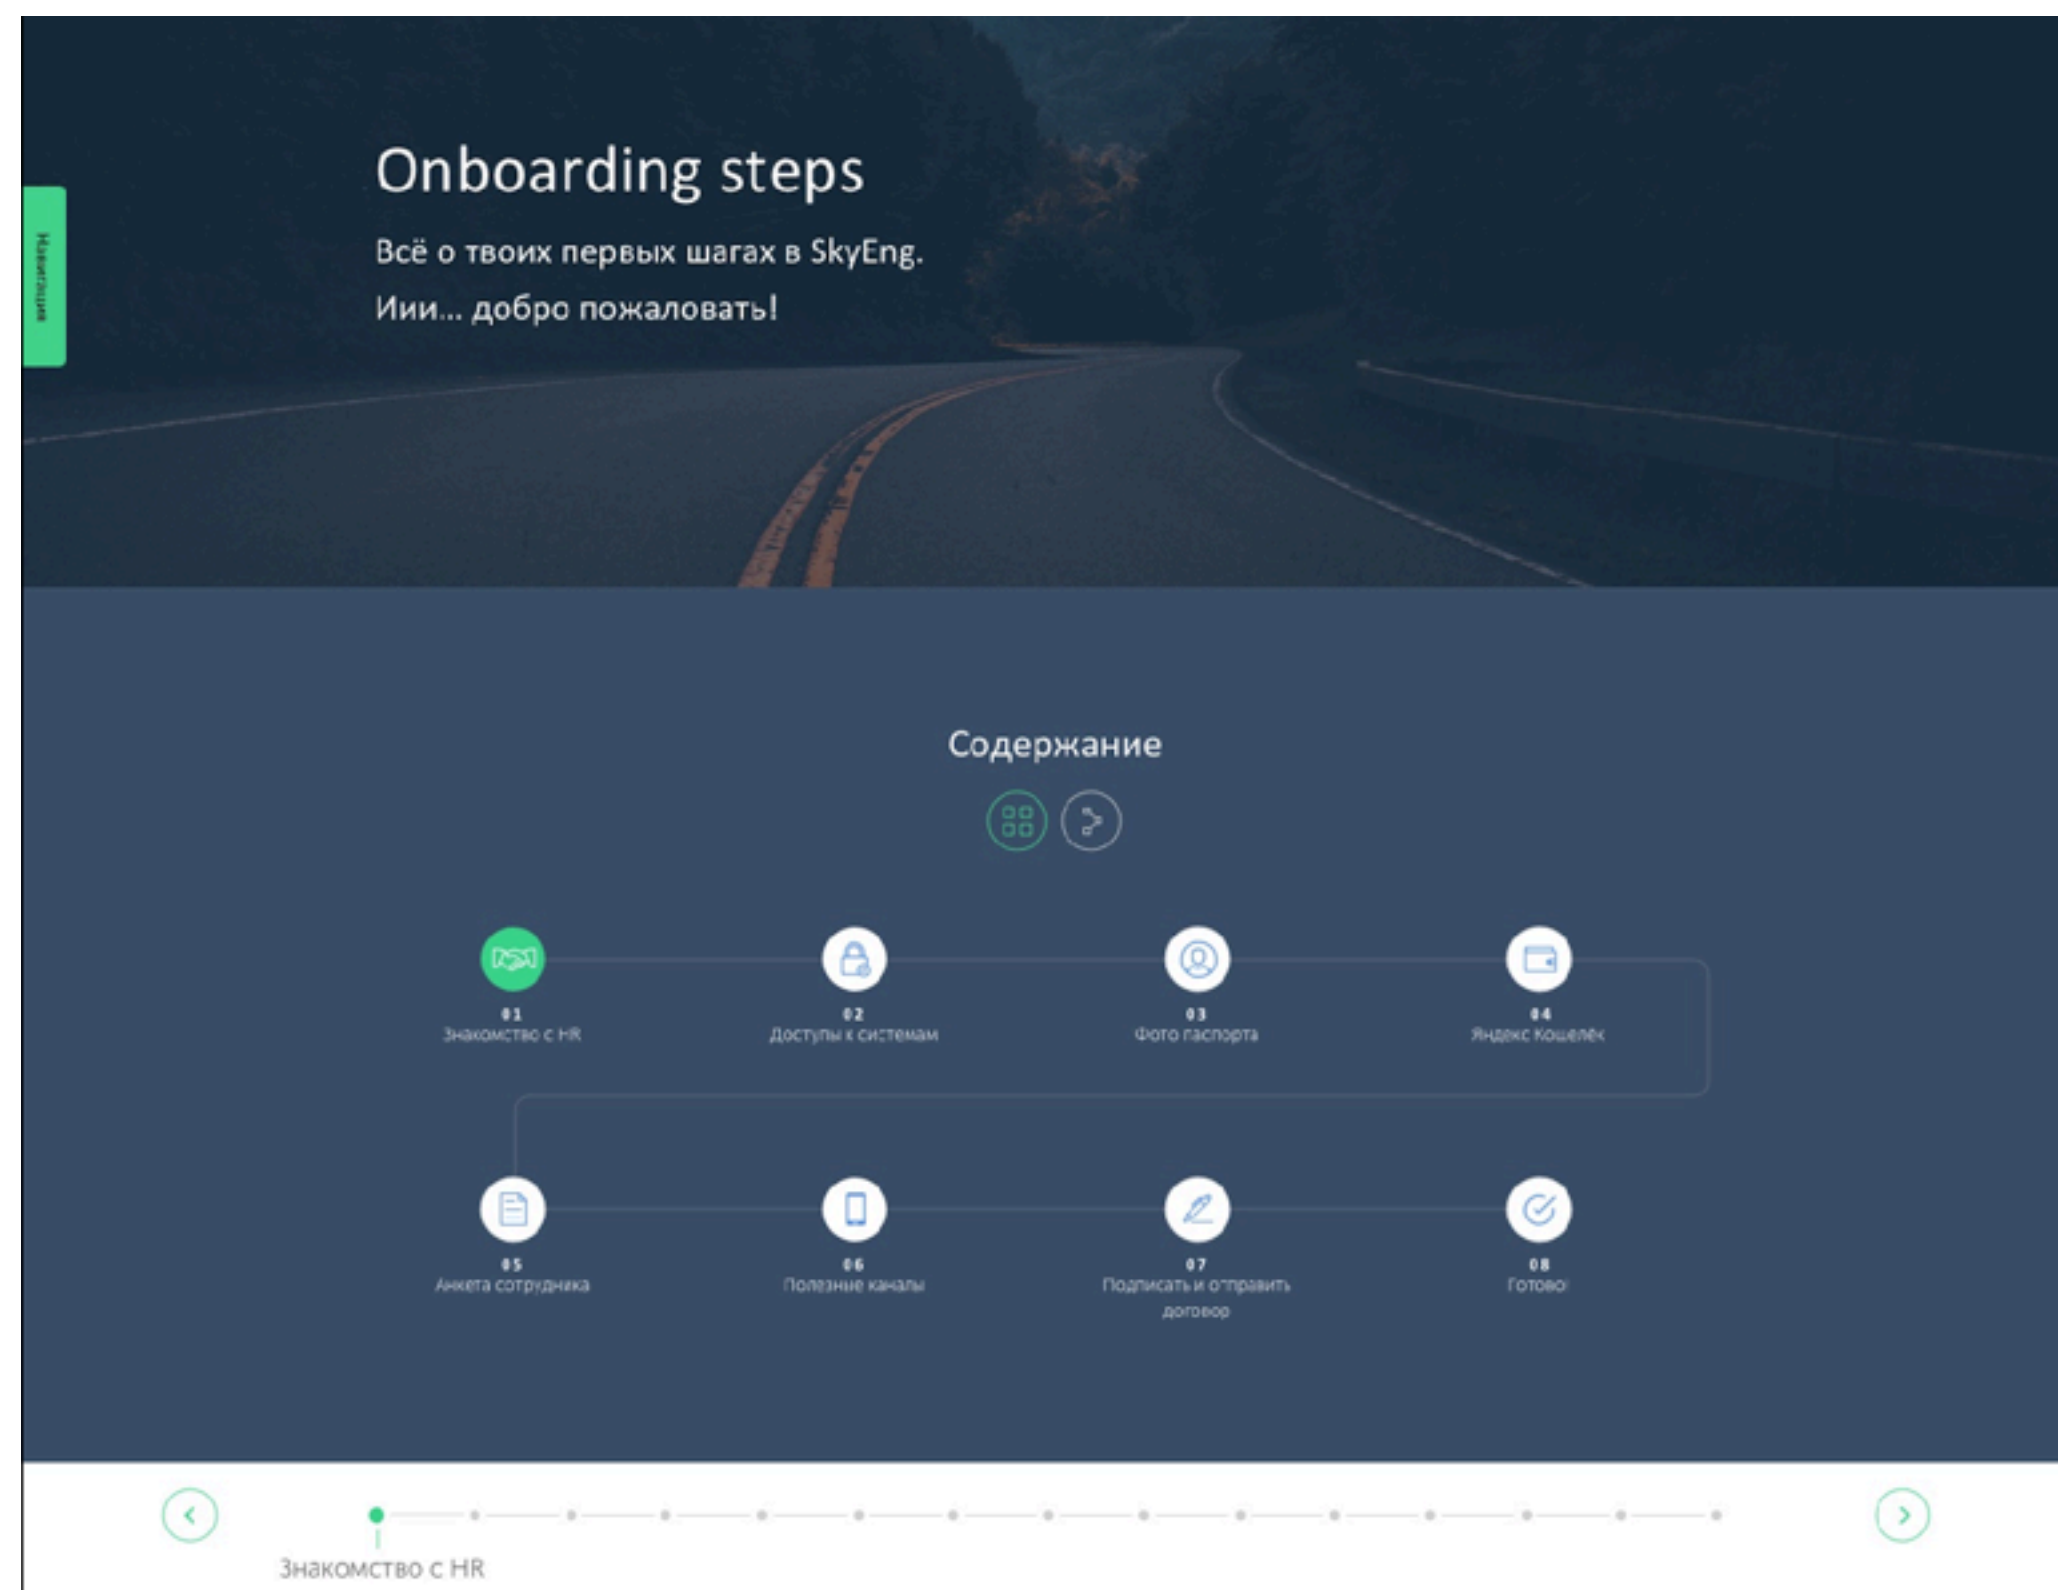 Onboarding steps
Всё о твоих первых шагах в SkyEng.
Иии... добро пожаловать!
Навигация
Содержание
01
Знакомство с HR
02
Доступы к системам
03
Фото паспорта
04
Яндекс Кошелёк
05
Анкета сотрудника
06
Полезные каналы
07
Подписать и отправить
договор
08
Готово!
Знакомство с HR